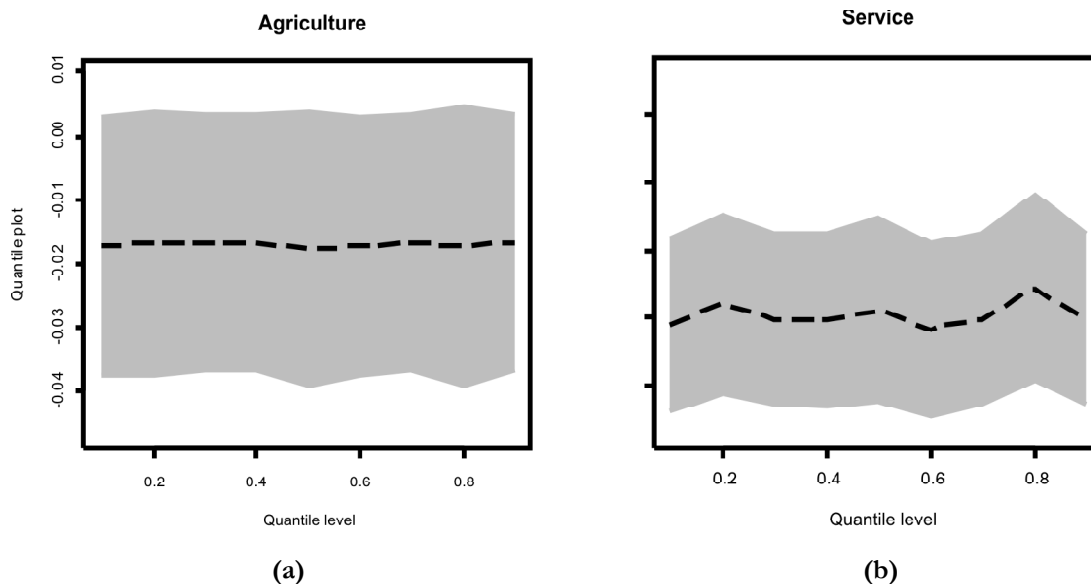 Agriculture
Quantile plot
0.01
0.00
-0.01
-0.02
-0.03
-0.04
0.2
0.4
0.6
0.8
Quantile level
(a)
Service
0.2
0.4
0.6
0.8
Quantile level
(b)